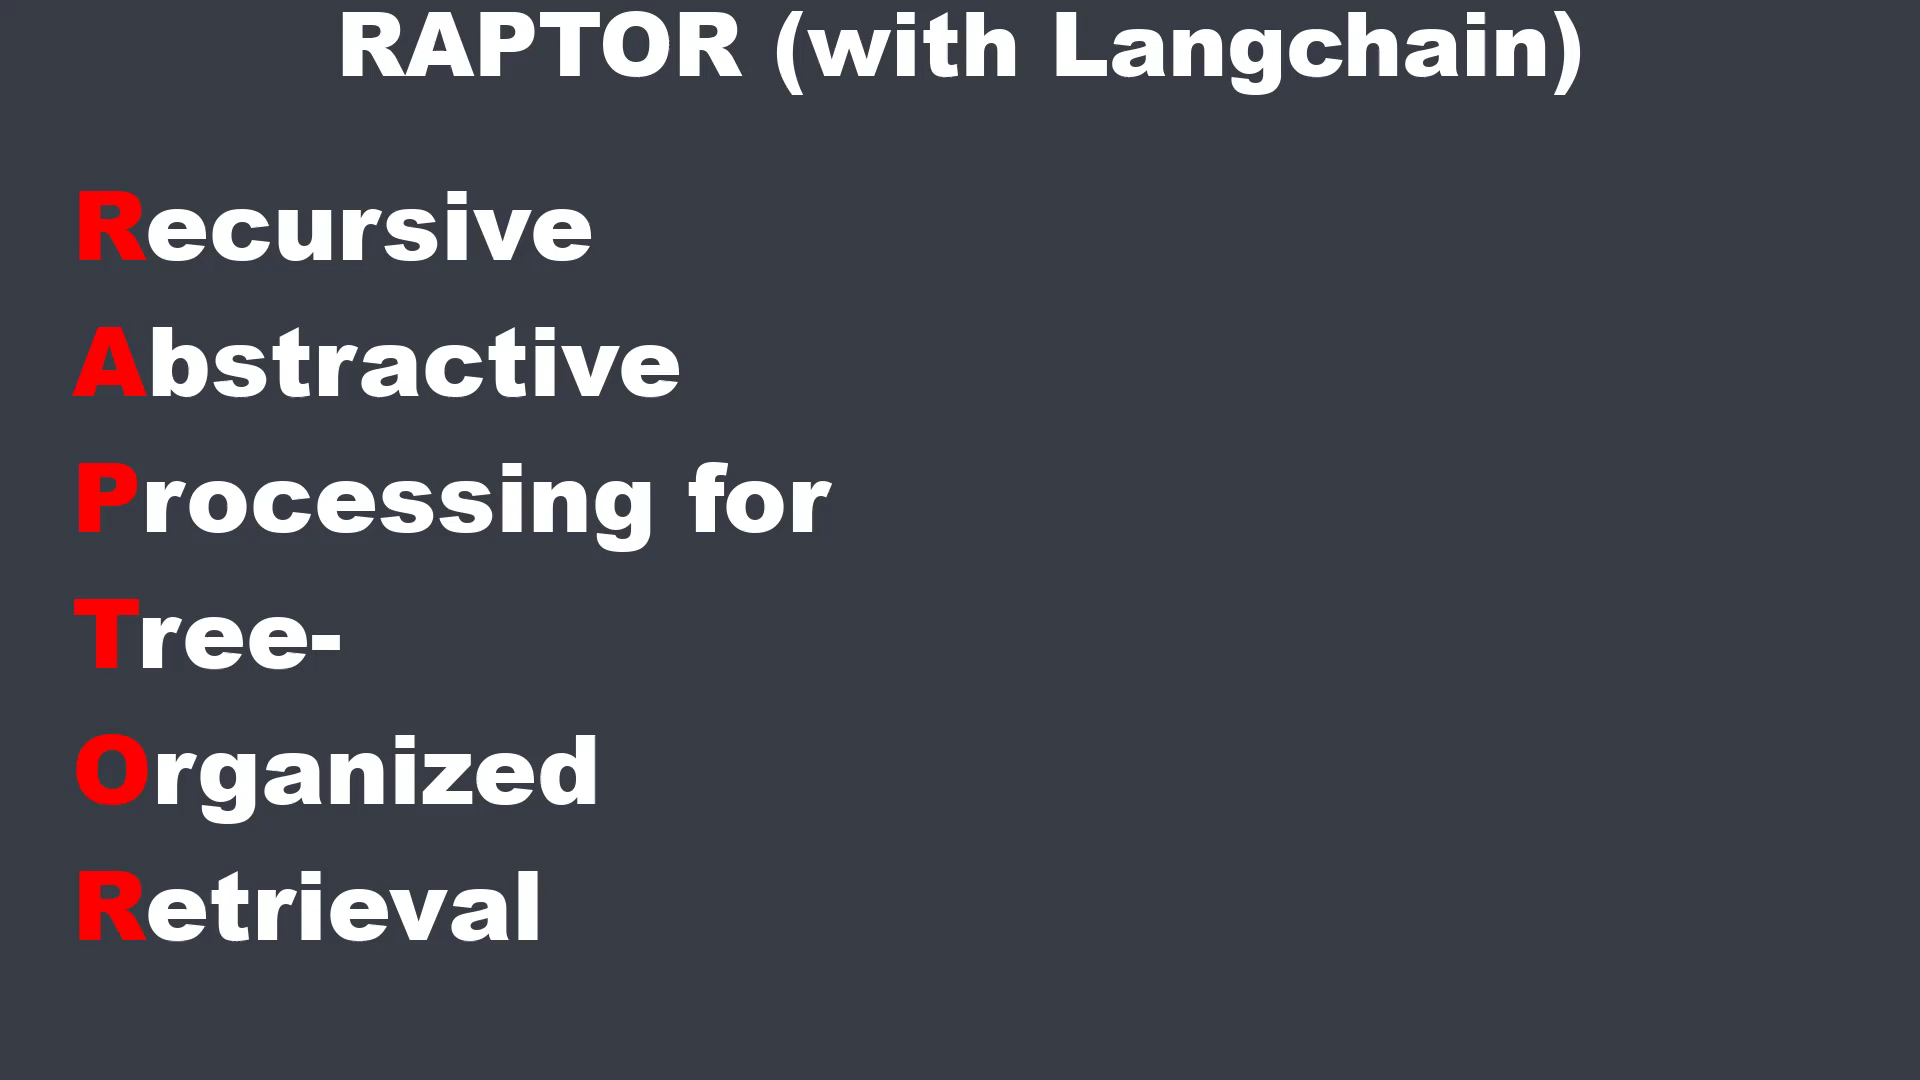 RAPTOR (with Langchain)
Recursive
Abstractive
Processing for
Tree-
Organized
Retrieval